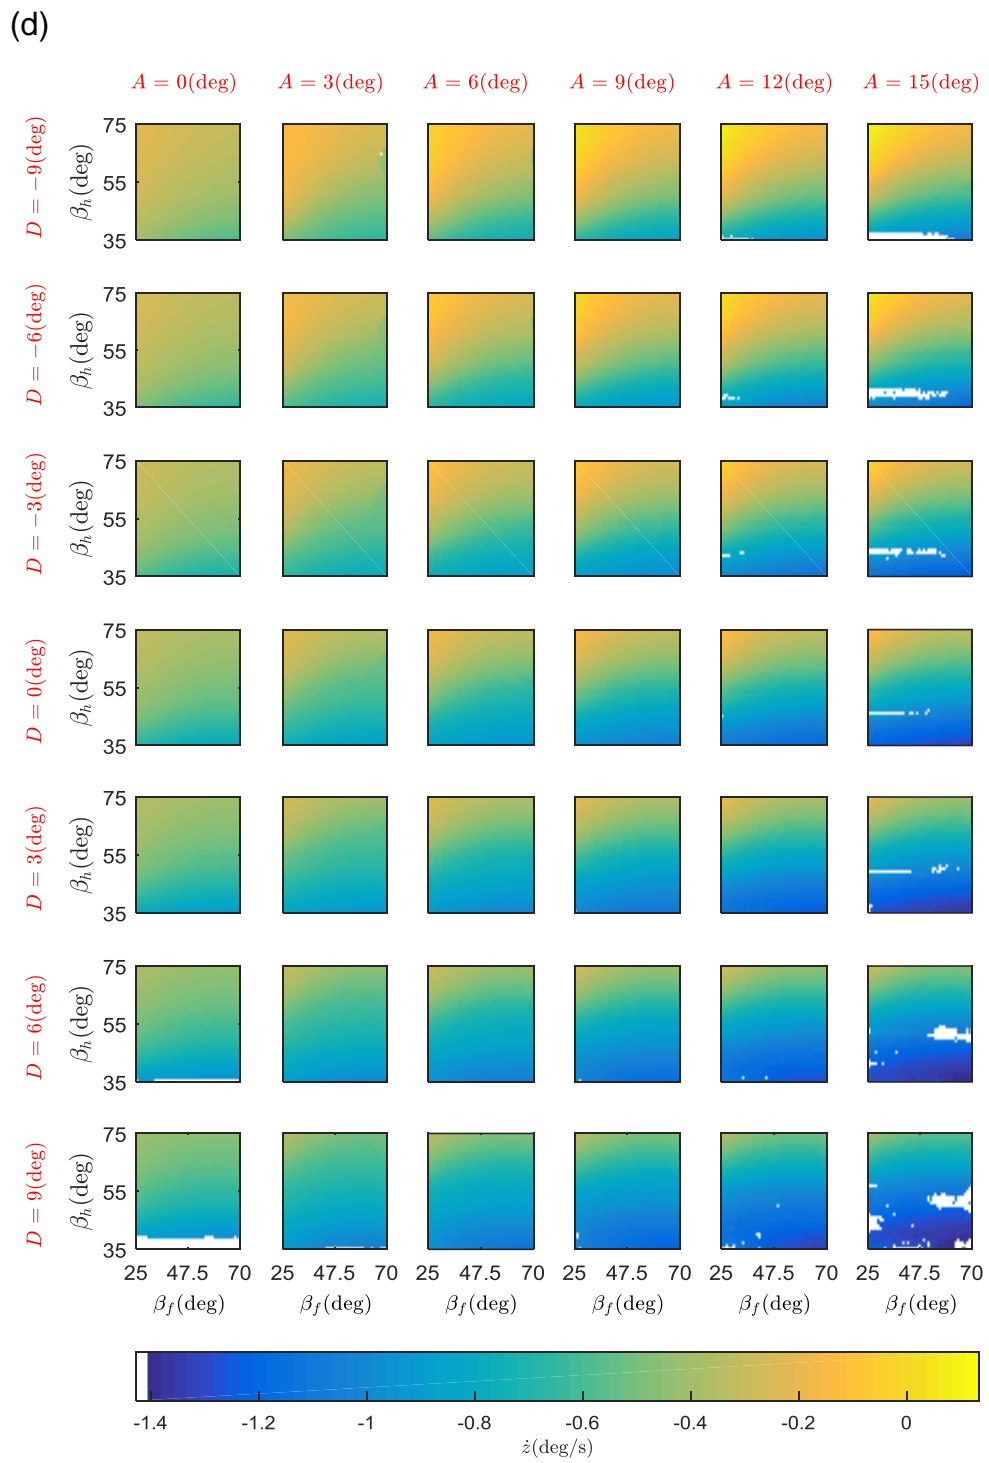 (d)
A = 0(deg) A = 3(deg) A = 6(deg) A = 9(deg) A = 12(deg) A = 15(deg)
D = −9(deg) β_h(deg) 75 55 35
D = −6(deg) β_h(deg) 75 55 35
D = −3(deg) β_h(deg) 75 55 35
D = 0(deg) β_h(deg) 75 55 35
D = 3(deg) β_h(deg) 75 55 35
D = 6(deg) β_h(deg) 75 55 35
D = 9(deg) β_h(deg) 75 55 35
25 47.5 70 25 47.5 70 25 47.5 70 25 47.5 70 25 47.5 70 25 47.5 70
β_f(deg) β_f(deg) β_f(deg) β_f(deg) β_f(deg) β_f(deg)
-1.4 -1.2 -1 -0.8 -0.6 -0.4 -0.2 0
ż(deg/s)